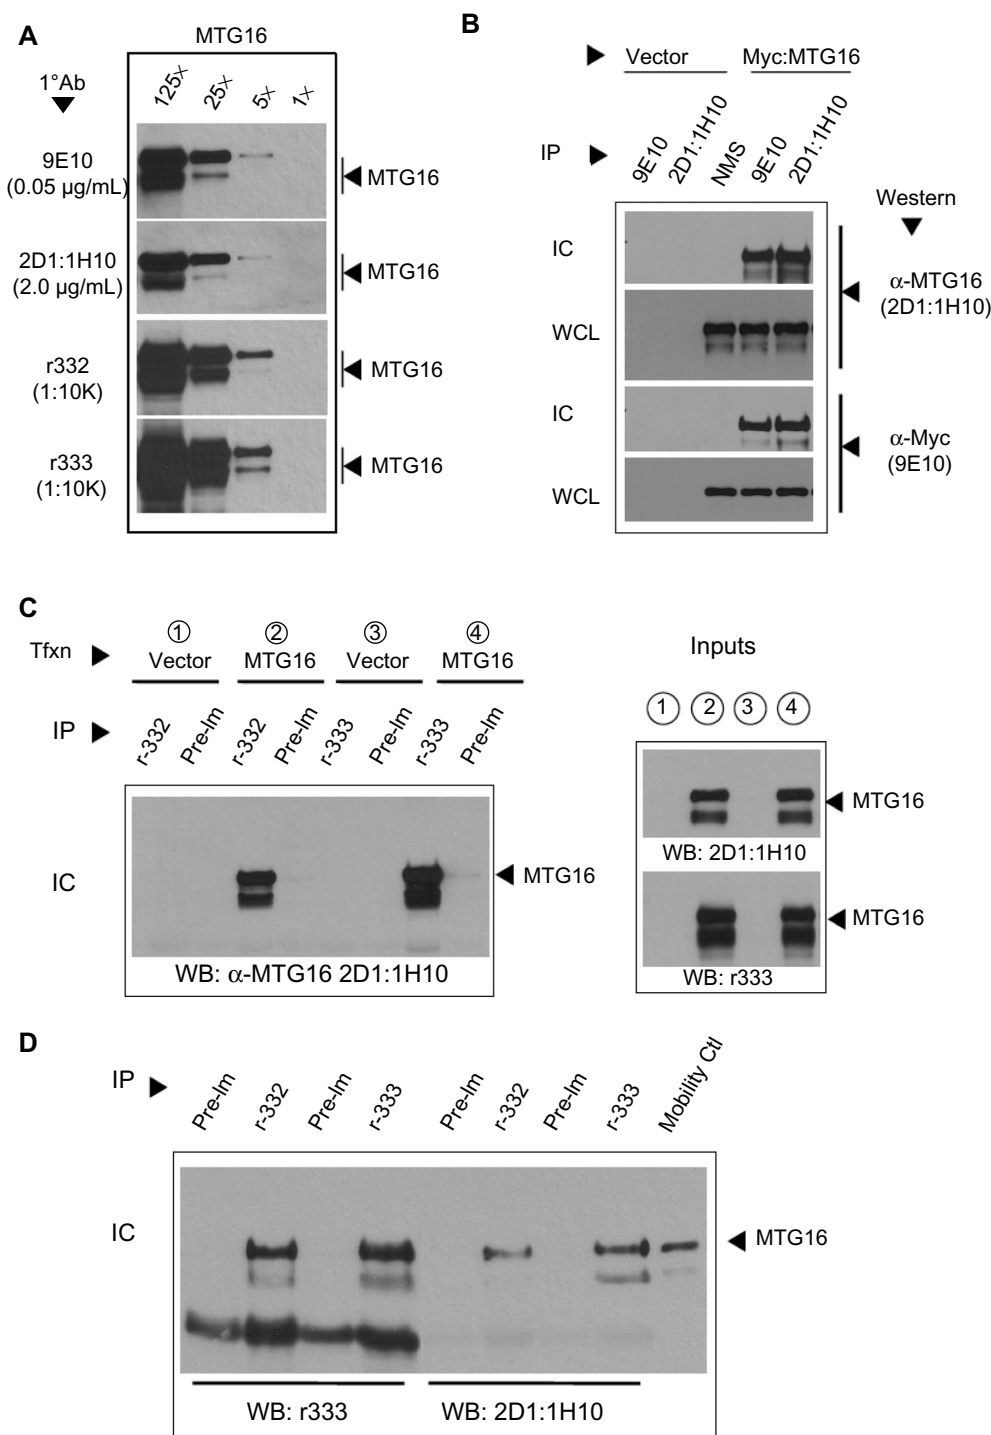 A
MTG16
1°Ab
125× 25× 5× 1×
9E10
(0.05 µg/mL)
MTG16
2D1:1H10
(2.0 µg/mL)
MTG16
r332
(1:10K)
MTG16
r333
(1:10K)
MTG16
B
Vector Myc:MTG16
IP
9E10 2D1:1H10 NMS 9E10 2D1:1H10
Western
IC
α-MTG16
(2D1:1H10)
WCL
IC
α-Myc
(9E10)
WCL
C
Tfxn
1 2 3 4
Vector MTG16 Vector MTG16
IP
r-332 Pre-Im r-332 Pre-Im r-333 Pre-Im r-333 Pre-Im
IC
MTG16
WB: α-MTG16 2D1:1H10
Inputs
1 2 3 4
MTG16
WB: 2D1:1H10
MTG16
WB: r333
D
IP
Pre-Im r-332 Pre-Im r-333 Pre-Im r-332 Pre-Im r-333 Mobility Ctl
IC
MTG16
WB: r333 WB: 2D1:1H10